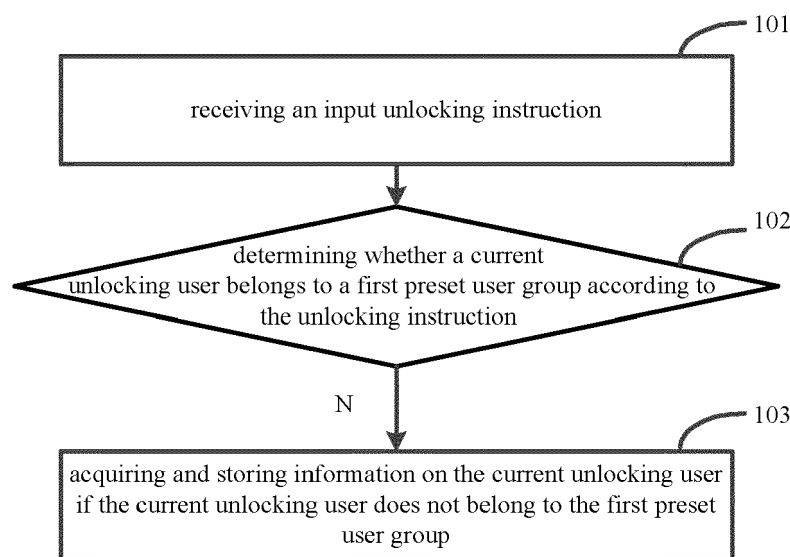 101
receiving an input unlocking instruction
102
determining whether a current
unlocking user belongs to a first preset user group according to
the unlocking instruction
N
103
acquiring and storing information on the current unlocking user
if the current unlocking user does not belong to the first preset
user group